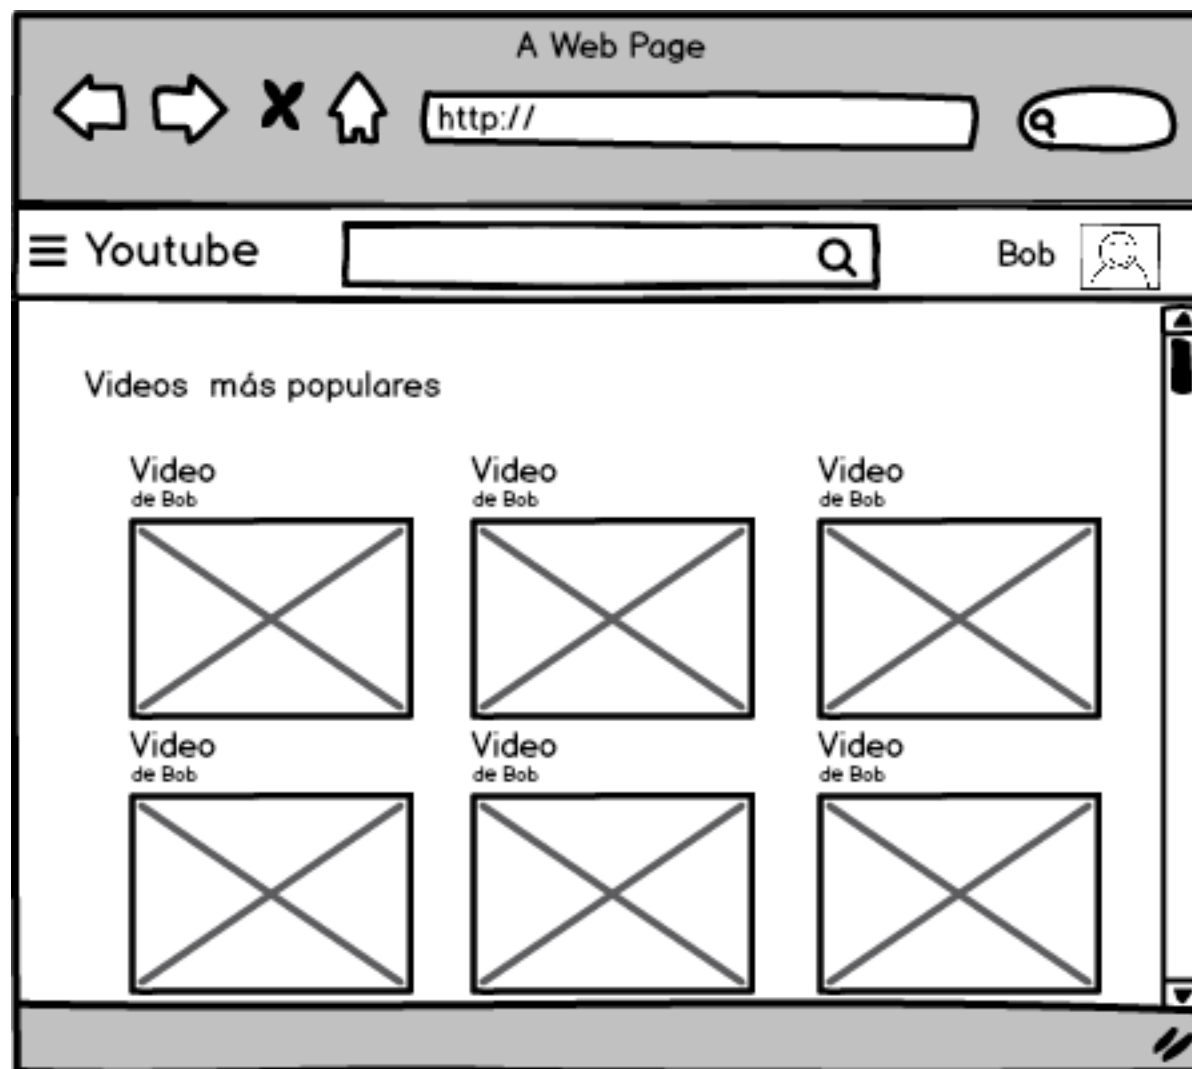 A Web Page
http://
Youtube
Bob
Videos más populares
Video Video Video
de Bob de Bob de Bob
Video Video Video
de Bob de Bob de Bob